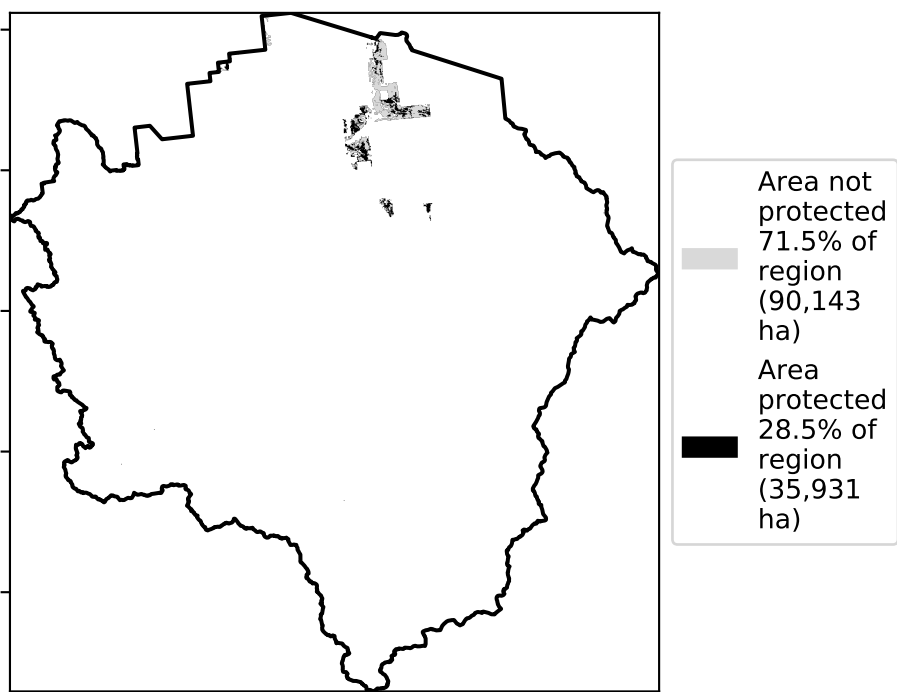 Area not
protected
71.5% of
region
(90,143
ha)
Area
protected
28.5% of
region
(35,931
ha)